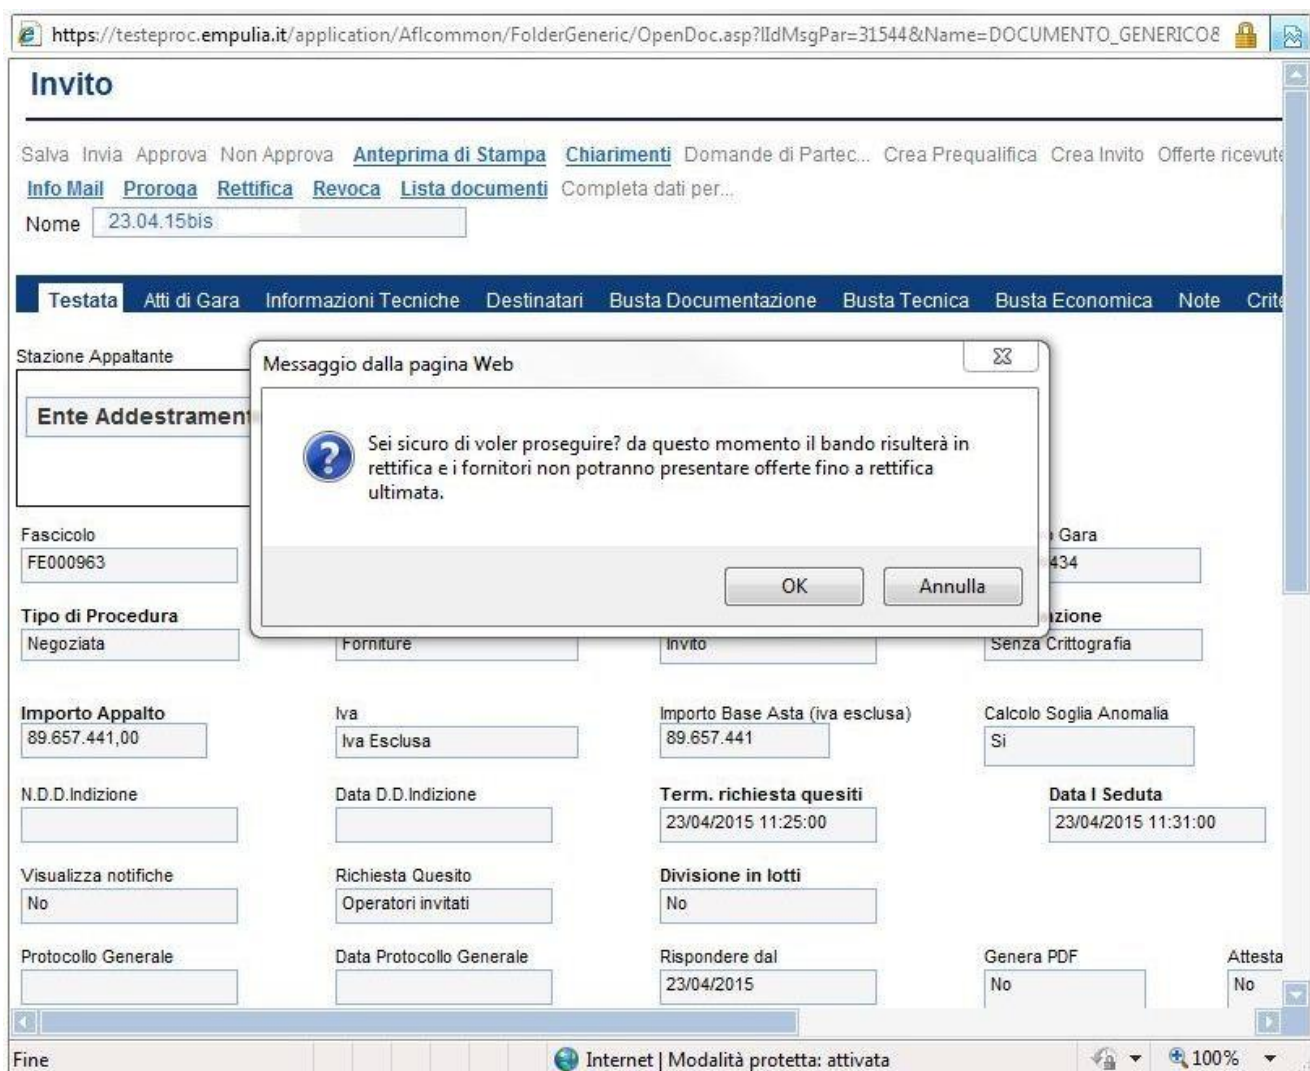 https://testeproc.empulia.it/application/Aflcommon/FolderGeneric/OpenDoc.asp?lIdMsgPar=31544&Name=DOCUMENTO_GENERICO&
Invito
Salva Invia Approva Non Approva Anteprima di Stampa Chiarimenti Domande di Partec... Crea Prequalifica Crea Invito Offerte ricevute
Info Mail Proroga Rettifica Revoca Lista documenti Completa dati per...
Nome 23.04.15bis
Testata Atti di Gara Informazioni Tecniche Destinatari Busta Documentazione Busta Tecnica Busta Economica Note Crite
Stazione Appaltante
Ente Addestrament
Messaggio dalla pagina Web
Sei sicuro di voler proseguire? da questo momento il bando risulterà in
rettifica e i fornitori non potranno presentare offerte fino a rettifica
ultimata.
OK Annulla
Fascicolo Gara
FE000963 434
Tipo di Procedura zione
Negoziata Forniture Invito Senza Crittografia
Importo Appalto Iva Importo Base Asta (iva esclusa) Calcolo Soglia Anomalia
89.657.441,00 Iva Esclusa 89.657.441 Si
N.D.D.Indizione Data D.D.Indizione Term. richiesta quesiti Data I Seduta
23/04/2015 11:25:00 23/04/2015 11:31:00
Visualizza notifiche Richiesta Quesito Divisione in lotti
No Operatori invitati No
Protocollo Generale Data Protocollo Generale Rispondere dal Genera PDF Attesta
23/04/2015 No No
Fine Internet | Modalità protetta: attivata 100%